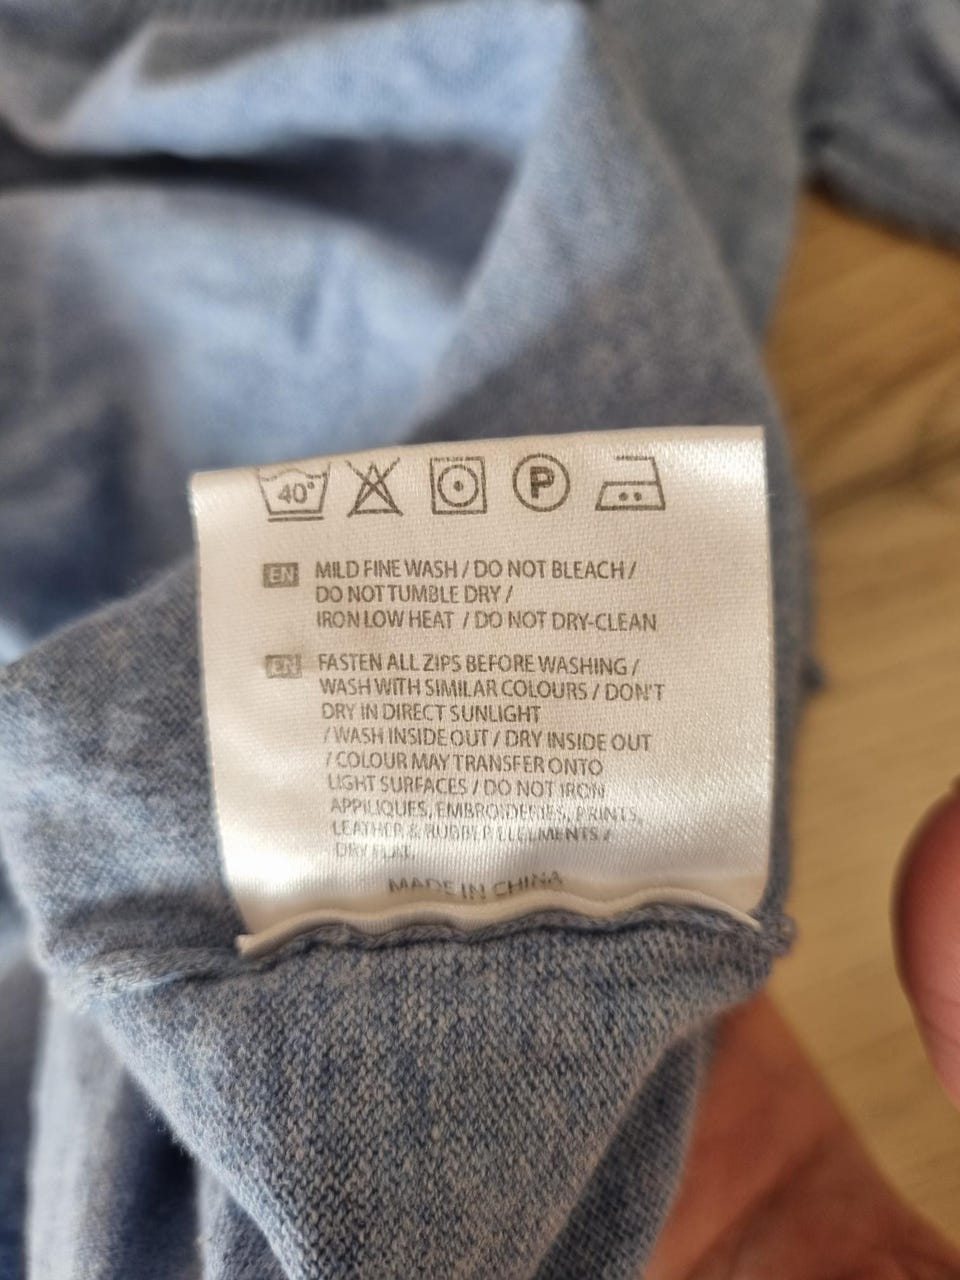 40°
P
EN MILD FINE WASH / DO NOT BLEACH /
DO NOT TUMBLE DRY /
IRON LOW HEAT / DO NOT DRY-CLEAN
EN FASTEN ALL ZIPS BEFORE WASHING /
WASH WITH SIMILAR COLOURS / DON'T
DRY IN DIRECT SUNLIGHT
/ WASH INSIDE OUT / DRY INSIDE OUT
/ COLOUR MAY TRANSFER ONTO
LIGHT SURFACES / DO NOT IRON
APPLIQUES, EMBROIDERIES, PRINTS,
LEATHER & RUBBER ELEMENTS /
DRY FLAT.
MADE IN CHINA